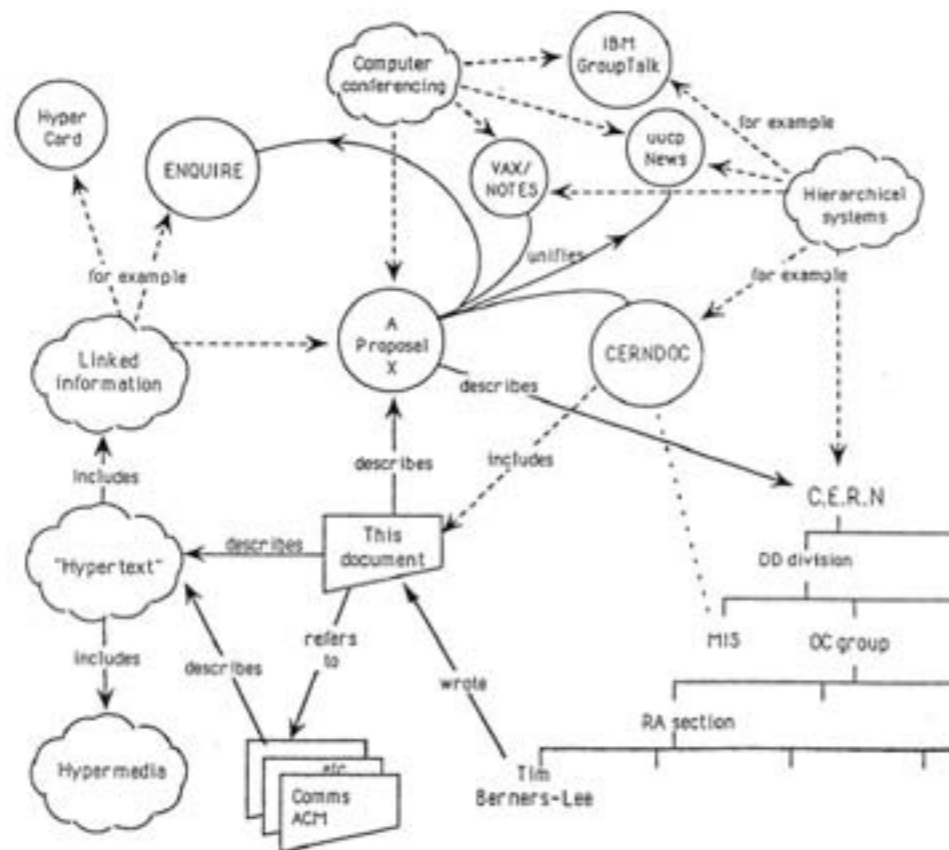 IBM
GroupTalk
Computer
conferencing
Hyper
Card
for example
uucp
News
ENQUIRE
VAX/
NOTES
Hierarchical
systems
unifies
for example
for example
A
Proposal
X
CERNDOC
Linked
information
describes
includes
describes
includes
C.E.R.N
This
document
describes
"Hypertext"
DD division
refers
to
MIS
OC group
includes
describes
wrote
RA section
Hypermedia
etc
Tim
Berners-Lee
Comms
ACM